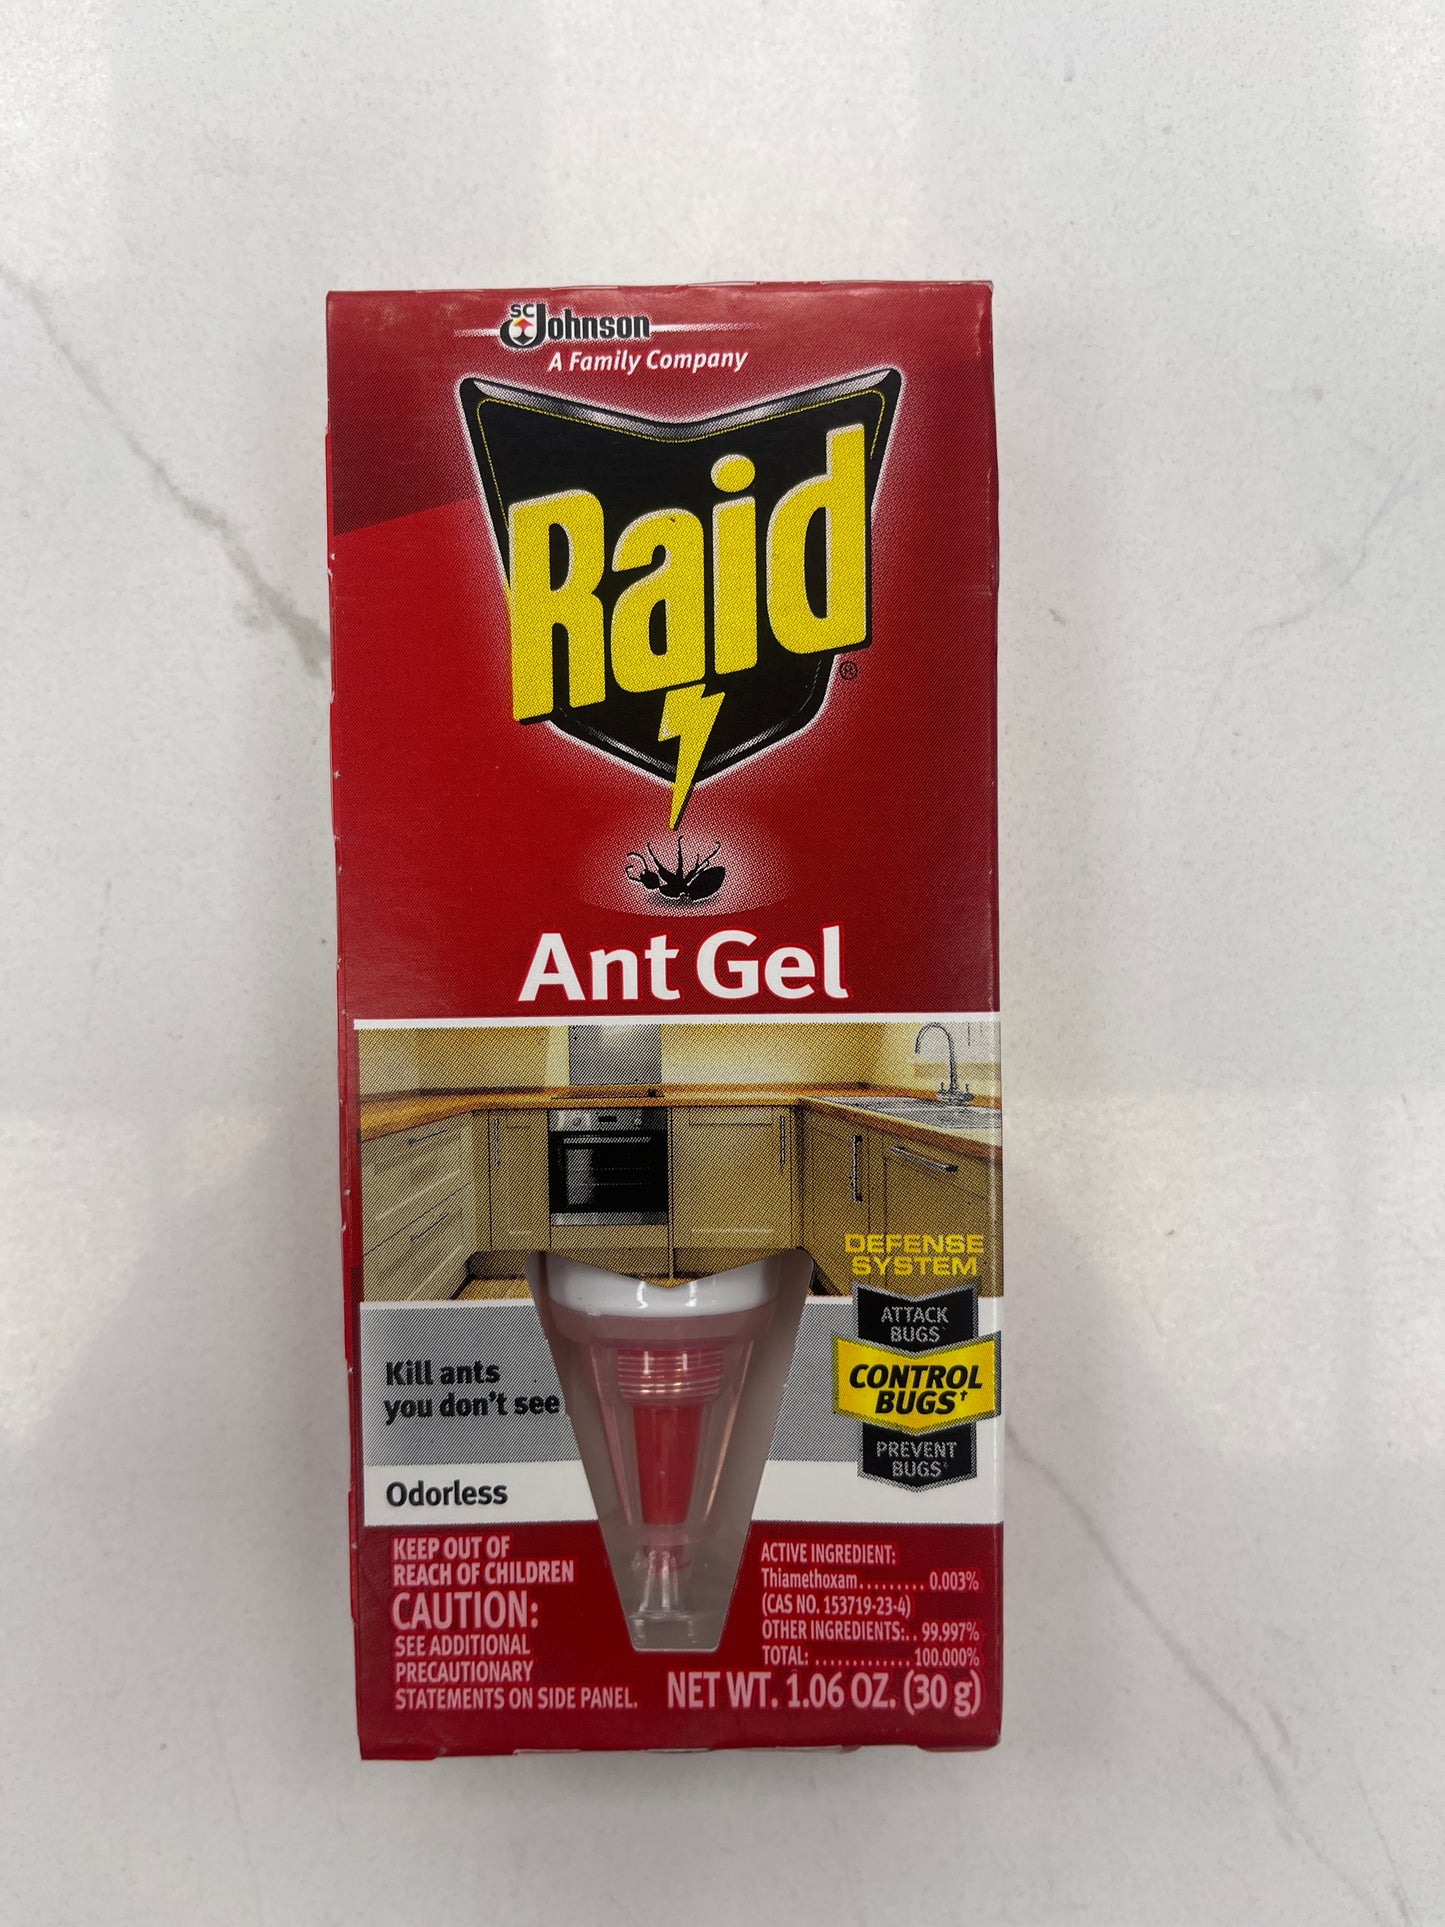 SC Johnson
A Family Company
Raid®
Ant Gel
DEFENSE
SYSTEM
ATTACK
BUGS
CONTROL
BUGS†
PREVENT
BUGS
Kill ants
you don't see
Odorless
KEEP OUT OF
REACH OF CHILDREN
CAUTION:
SEE ADDITIONAL
PRECAUTIONARY
STATEMENTS ON SIDE PANEL.
ACTIVE INGREDIENT:
Thiamethoxam......... 0.003%
(CAS NO. 153719-23-4)
OTHER INGREDIENTS:.. 99.997%
TOTAL: ............. 100.000%
NET WT. 1.06 OZ. (30 g)